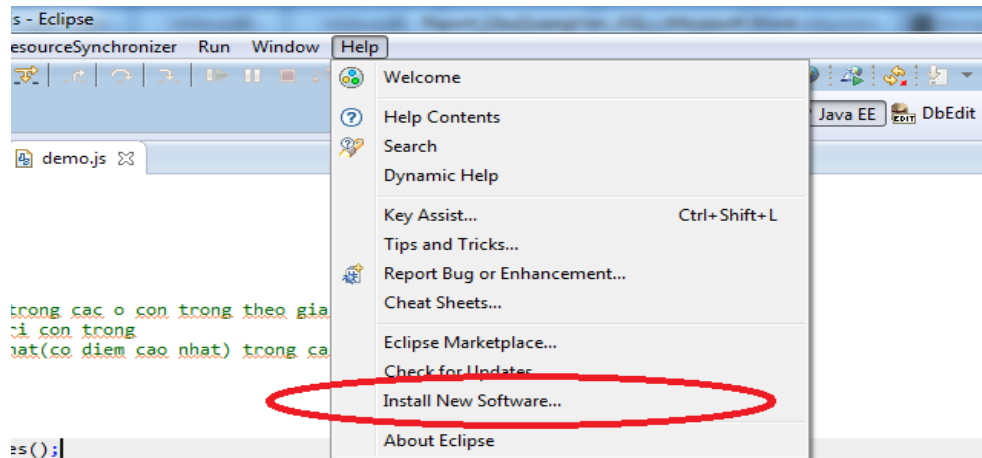 s - Eclipse
esourceSynchronizer Run Window Help
Welcome
Help Contents
Java EE DbEdit
demo.js
Search
Dynamic Help
Key Assist... Ctrl+Shift+L
Tips and Tricks...
Report Bug or Enhancement...
Cheat Sheets...
trong cac o con trong theo gia
ri con trong
hat(co diem cao nhat) trong ca
Eclipse Marketplace...
Check for Updates
Install New Software...
About Eclipse
es();